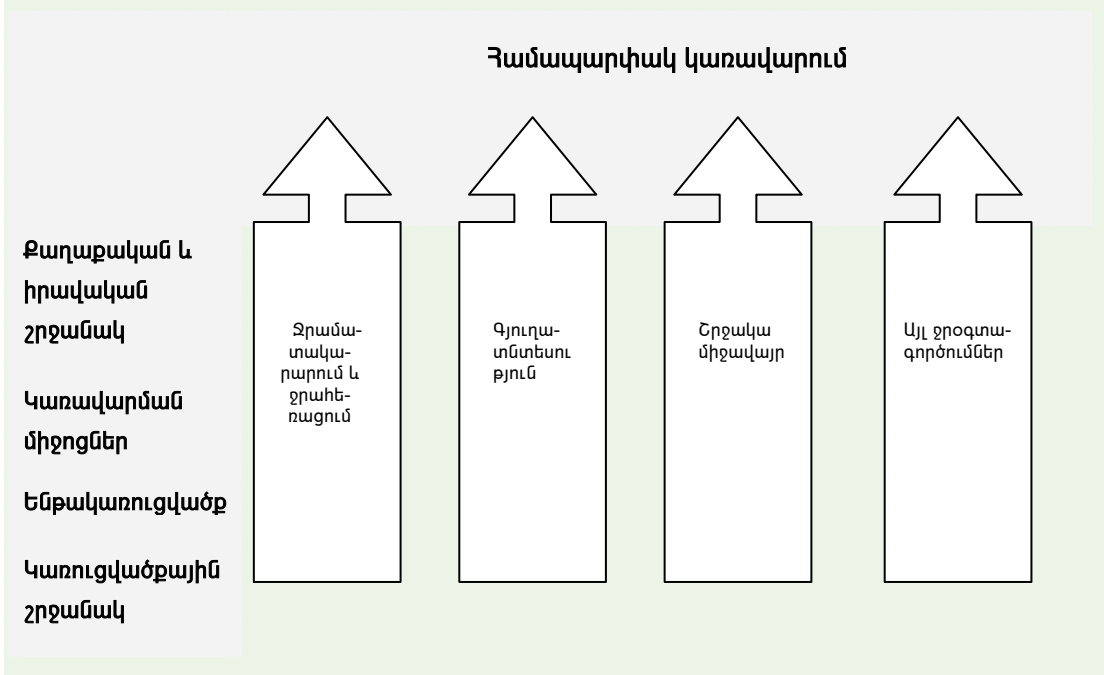 Համապարփակ կառավարում
Քաղաքական և
իրավական
շրջանակ
Կառավարման
միջոցներ
Ենթակառուցվածք
Կառուցվածքային
շրջանակ
Ջրամա-
տակա-
րարում և
ջրահե-
ռացում
Գյուղա-
տնտեսու
թյուն
Շրջակա
միջավայր
Այլ ջրօգտա-
գործումներ